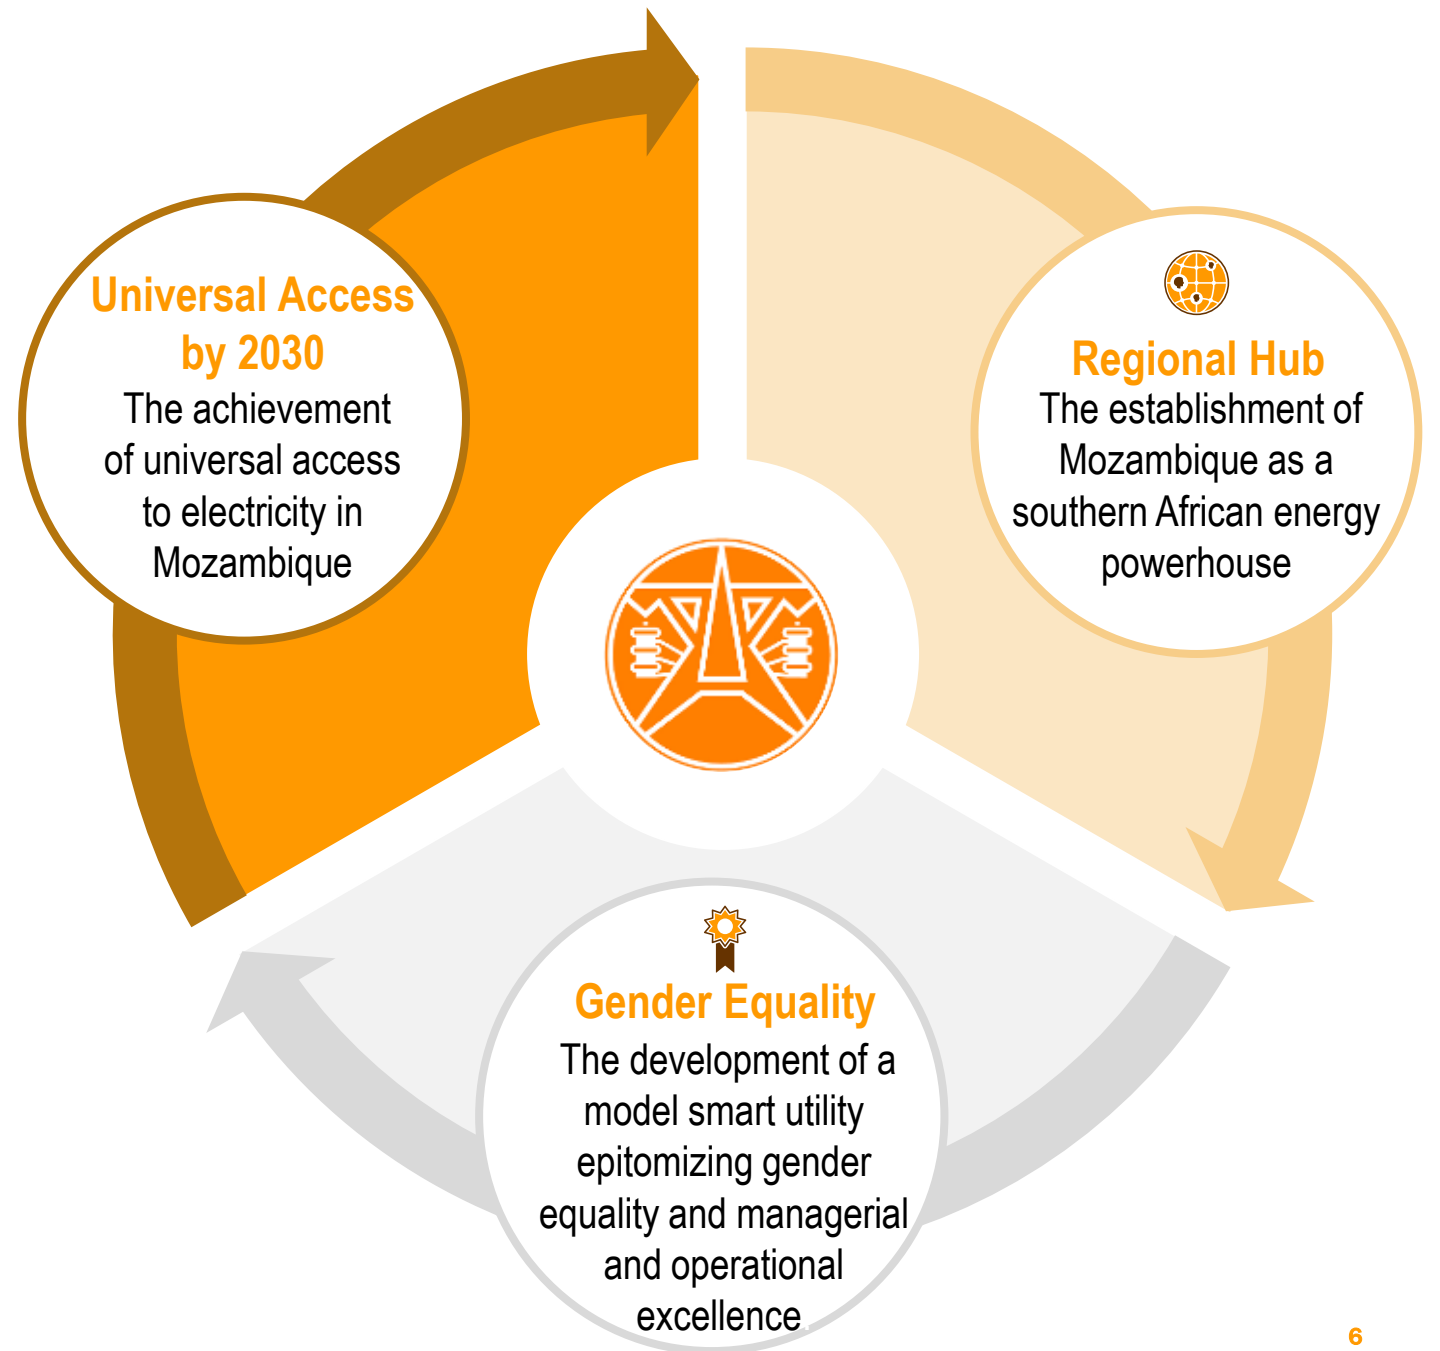 Universal Access
by 2030
The achievement
of universal access
to electricity in
Mozambique
Regional Hub
The establishment of
Mozambique as a
southern African energy
powerhouse
Gender Equality
The development of a
model smart utility
epitomizing gender
equality and managerial
and operational
excellence
6